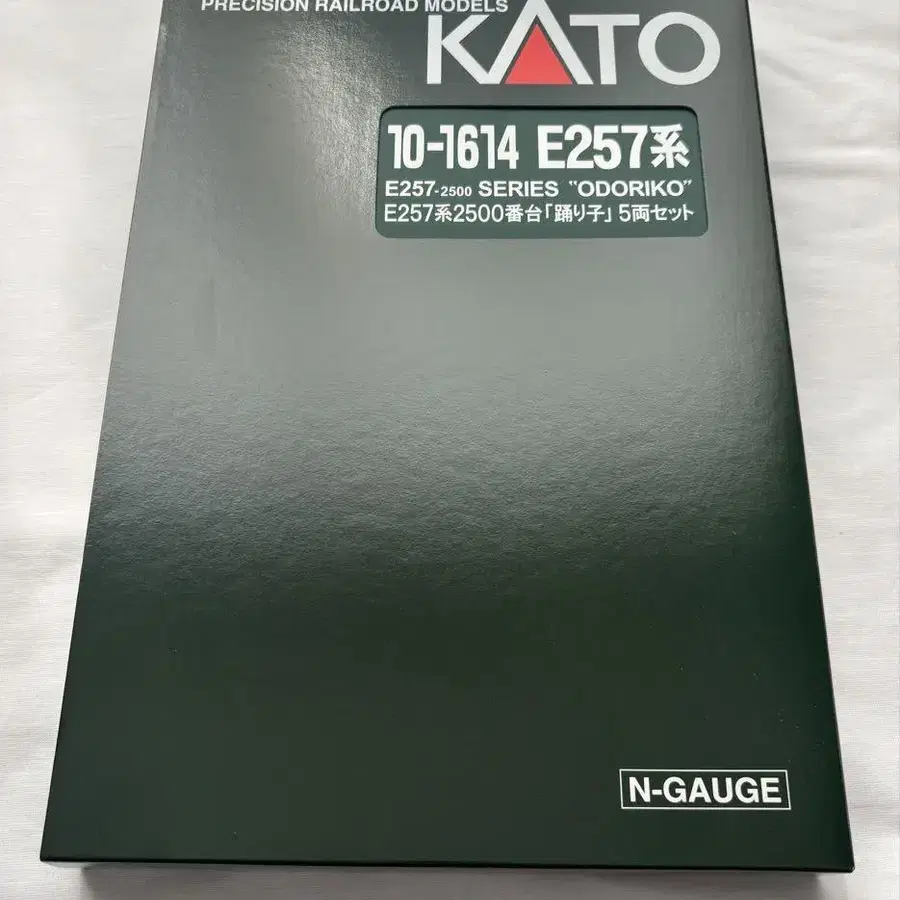 PRECISION RAILROAD MODELS
KATO
10-1614 E257系
E257-2500 SERIES "ODORIKO"
E257系2500番台「踊り子」5両セット
N-GAUGE